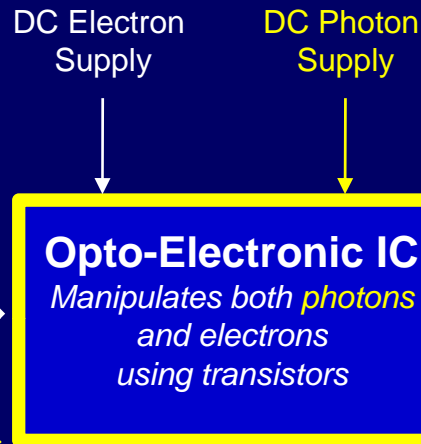 DC Electron
Supply
DC Photon
Supply
Opto-Electronic IC
Manipulates both photons
and electrons
using transistors